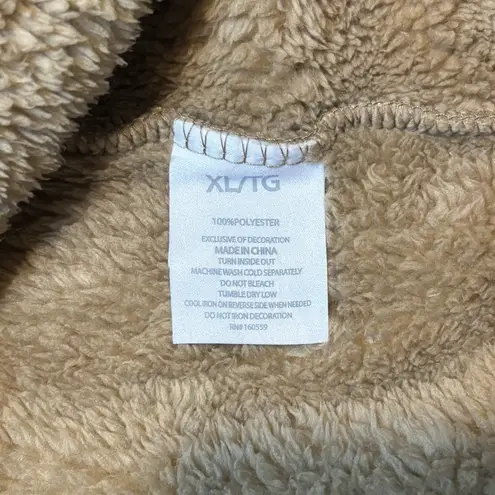 XL/TG
100%POLYESTER
EXCLUSIVE OF DECORATION
MADE IN CHINA
TURN INSIDE OUT
MACHINE WASH COLD SEPARATELY
DO NOT BLEACH
TUMBLE DRY LOW
COOL IRON ON REVERSE SIDE WHEN NEEDED
DO NOT IRON DECORATION
RN# 160559